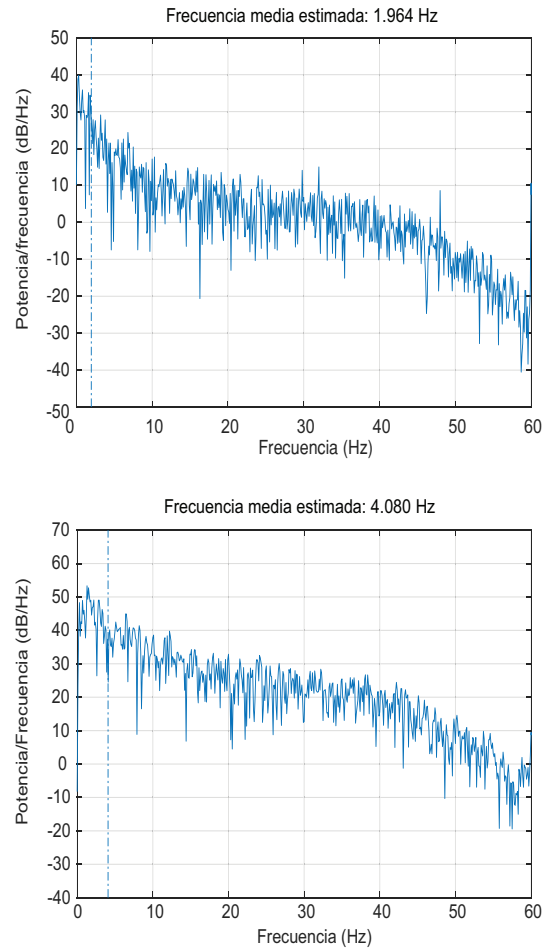 Frecuencia media estimada: 1.964 Hz
50
40
30
20
10
0
-10
-20
-30
-40
-50
Potencia/frecuencia (dB/Hz)
0 10 20 30 40 50 60
Frecuencia (Hz)
Frecuencia media estimada: 4.080 Hz
70
60
50
40
30
20
10
0
-10
-20
-30
-40
Potencia/Frecuencia (dB/Hz)
0 10 20 30 40 50 60
Frecuencia (Hz)